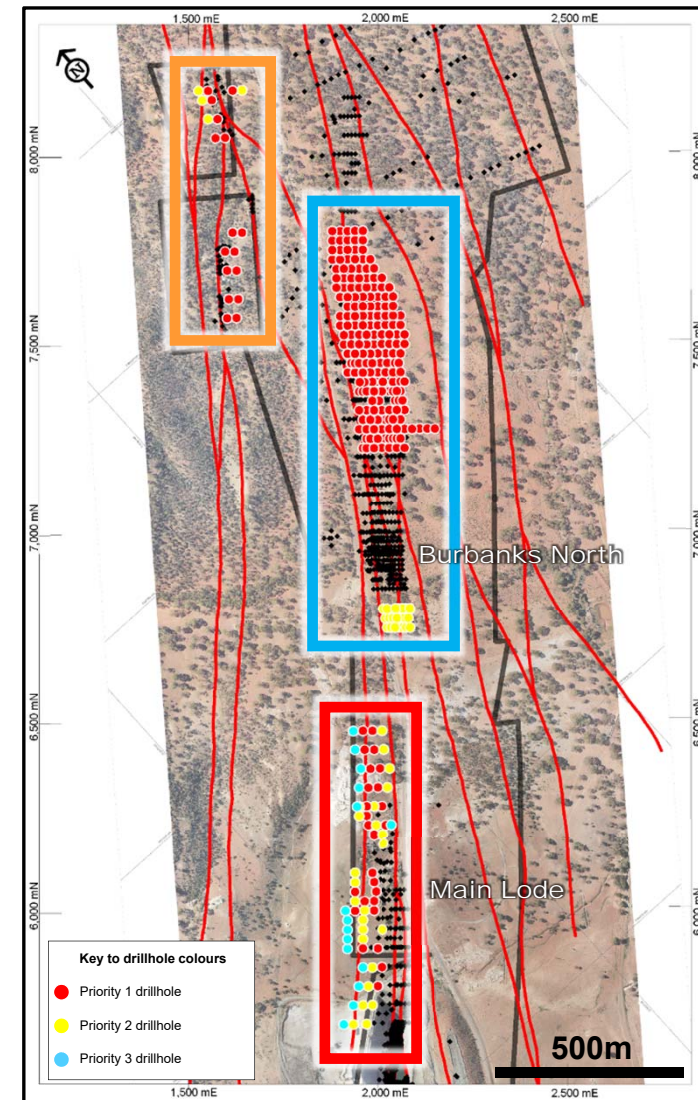 1,500 mE 2,000 mE 2,500 mE
N
8,000 mN 8,000 mN
7,500 mN 7,500 mN
7,000 mN 7,000 mN
Burbanks North
6,500 mN 6,500 mN
Main Lode
6,000 mN 6,000 mN
Key to drillhole colours
Priority 1 drillhole
Priority 2 drillhole
Priority 3 drillhole
500m
1,500 mE 2,000 mE 2,500 mE